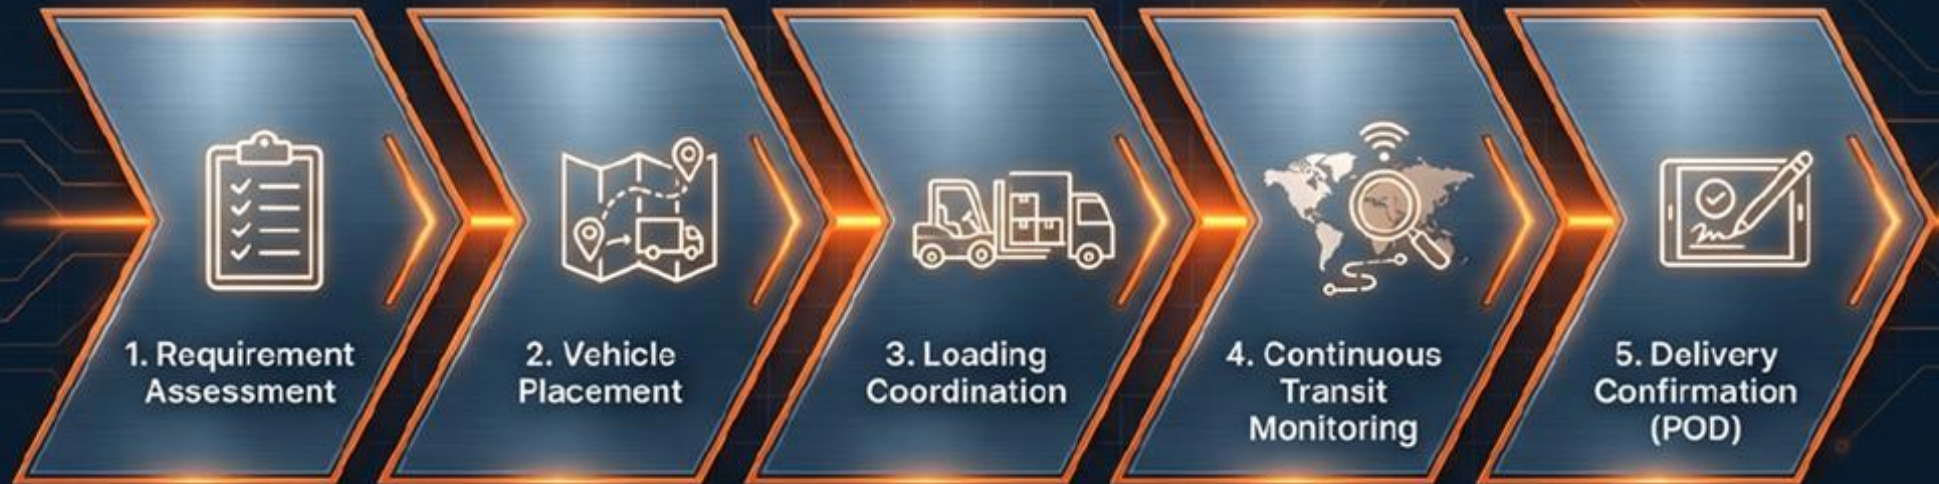 1. Requirement
Assessment
2. Vehicle
Placement
3. Loading
Coordination
4. Continuous
Transit
Monitoring
5. Delivery
Confirmation
(POD)